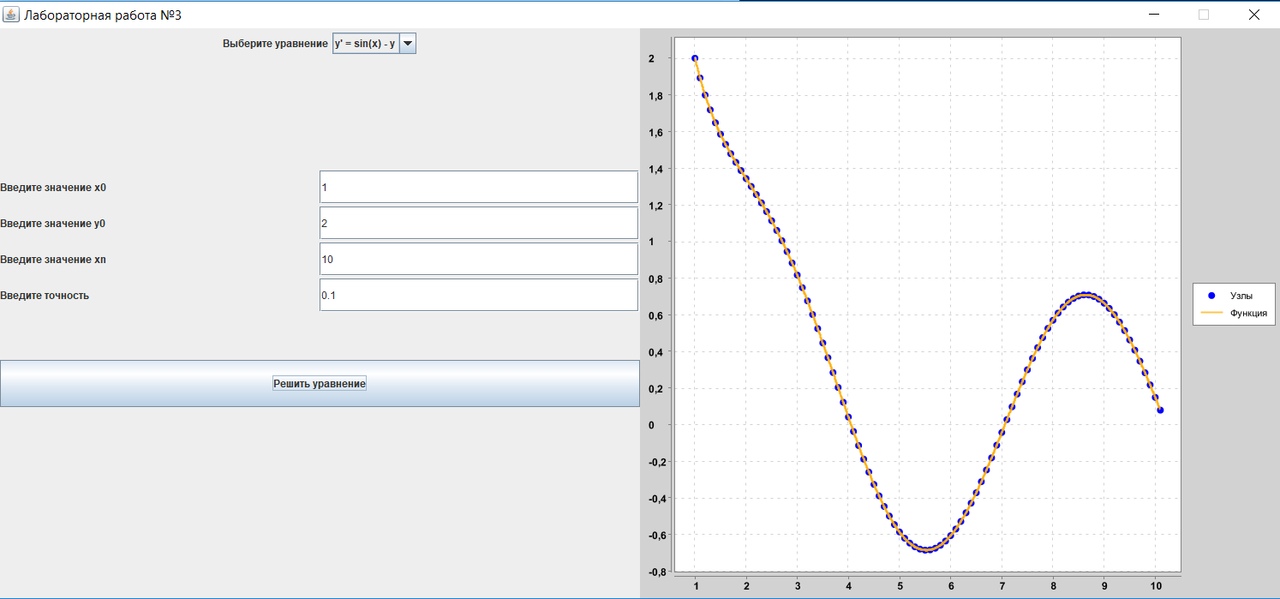 Лабораторная работа №3
Выберите уравнение y' = sin(x) - y
Введите значение x0 1
Введите значение y0 2
Введите значение xn 10
Введите точность 0.1
Решить уравнение
2
1,8
1,6
1,4
1,2
1
0,8
0,6
0,4
0,2
0
-0,2
-0,4
-0,6
-0,8
1 2 3 4 5 6 7 8 9 10
Узлы
Функция